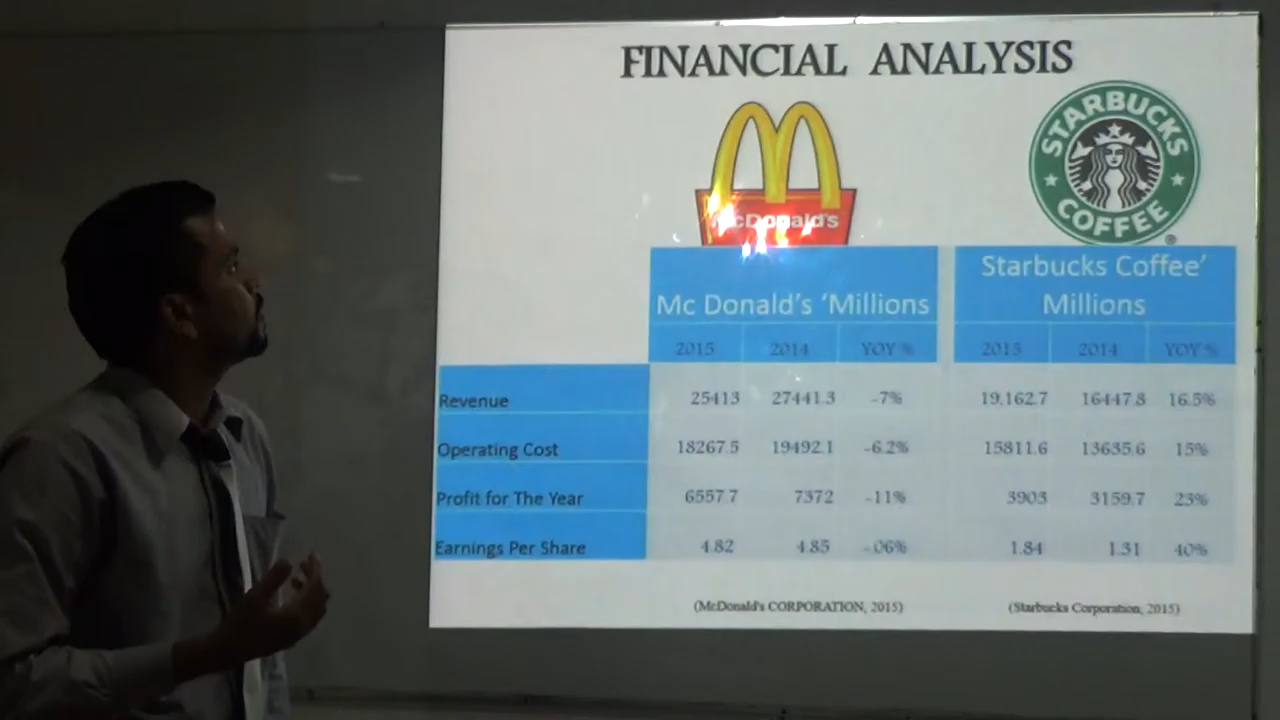 FINANCIAL ANALYSIS
McDonald's
STARBUCKS
COFFEE
®
Mc Donald's 'Millions
Starbucks Coffee' Millions
2015 2014 YOY % 2015 2014 YOY %
Revenue 25413 27441.3 -7% 19,162.7 16447.8 16.5%
Operating Cost 18267.5 19492.1 -6.2% 15811.6 13635.6 15%
Profit for The Year 6557.7 7372 -11% 3903 3159.7 23%
Earnings Per Share 4.82 4.85 -.06% 1.84 1.31 40%
(McDonald's CORPORATION, 2015) (Starbucks Corporation, 2015)